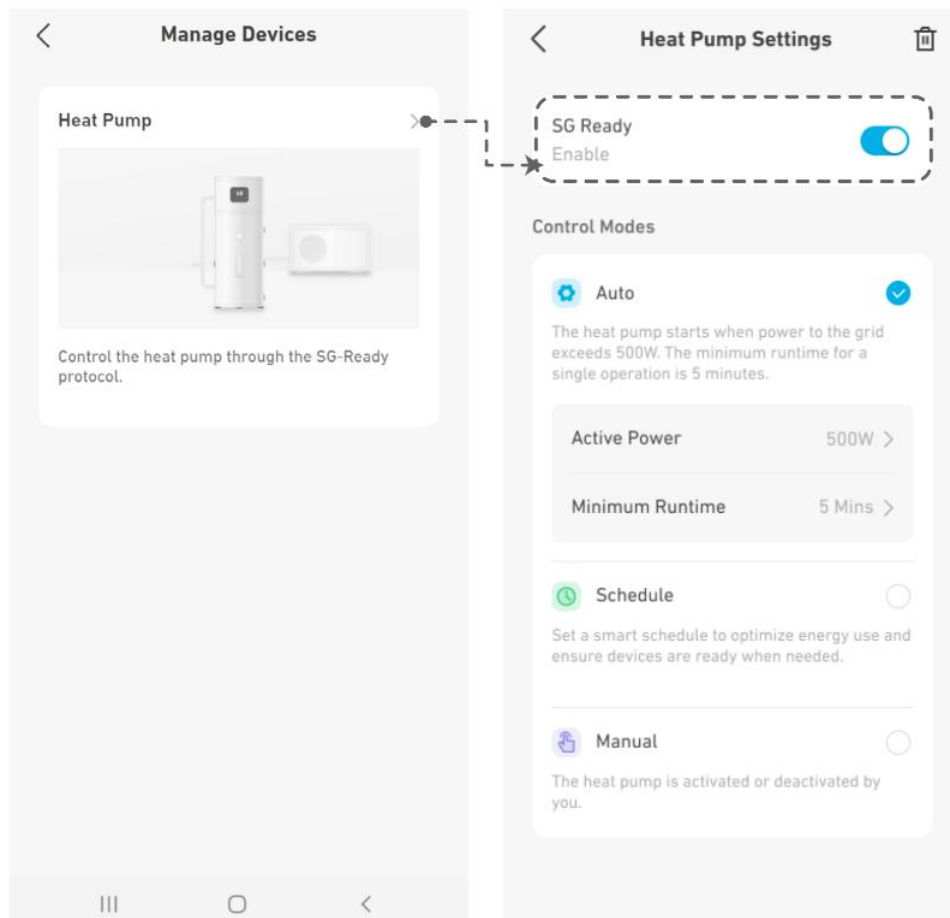 Manage Devices
Heat Pump
Control the heat pump through the SG-Ready
protocol.
Heat Pump Settings
SG Ready
Enable
Control Modes
Auto
The heat pump starts when power to the grid
exceeds 500W. The minimum runtime for a
single operation is 5 minutes.
Active Power 500W
Minimum Runtime 5 Mins
Schedule
Set a smart schedule to optimize energy use and
ensure devices are ready when needed.
Manual
The heat pump is activated or deactivated by
you.